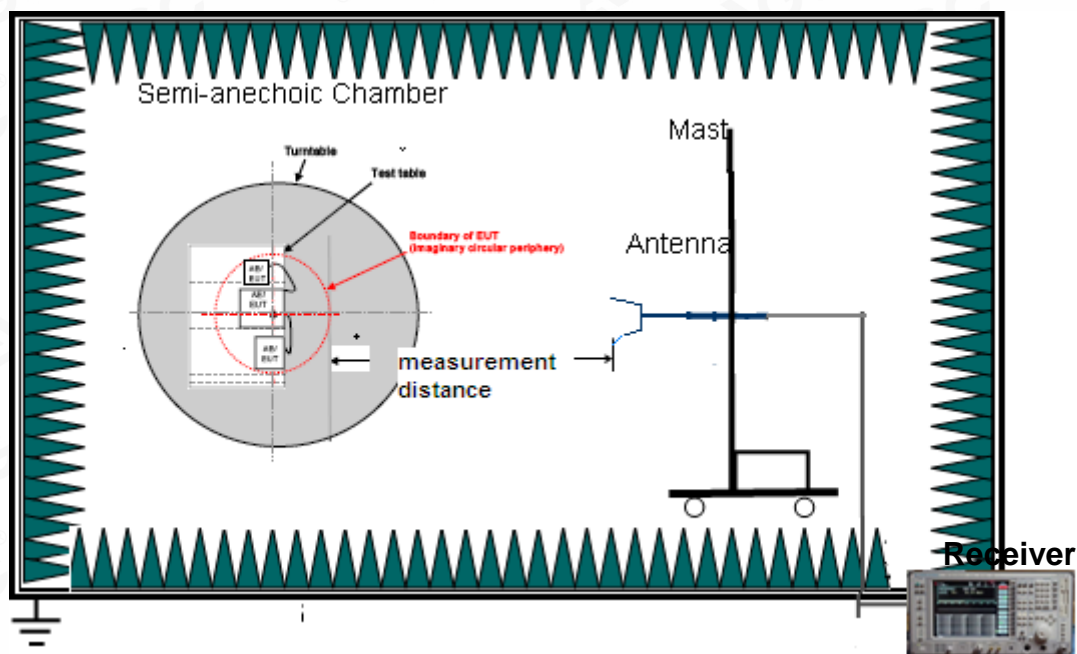 Semi-anechoic Chamber
Mast
Turntable
Test table
Boundary of EUT
(imaginary circular periphery)
Antenna
AE/
EUT
AE/
EUT
AE/
EUT
measurement
distance
Receiver